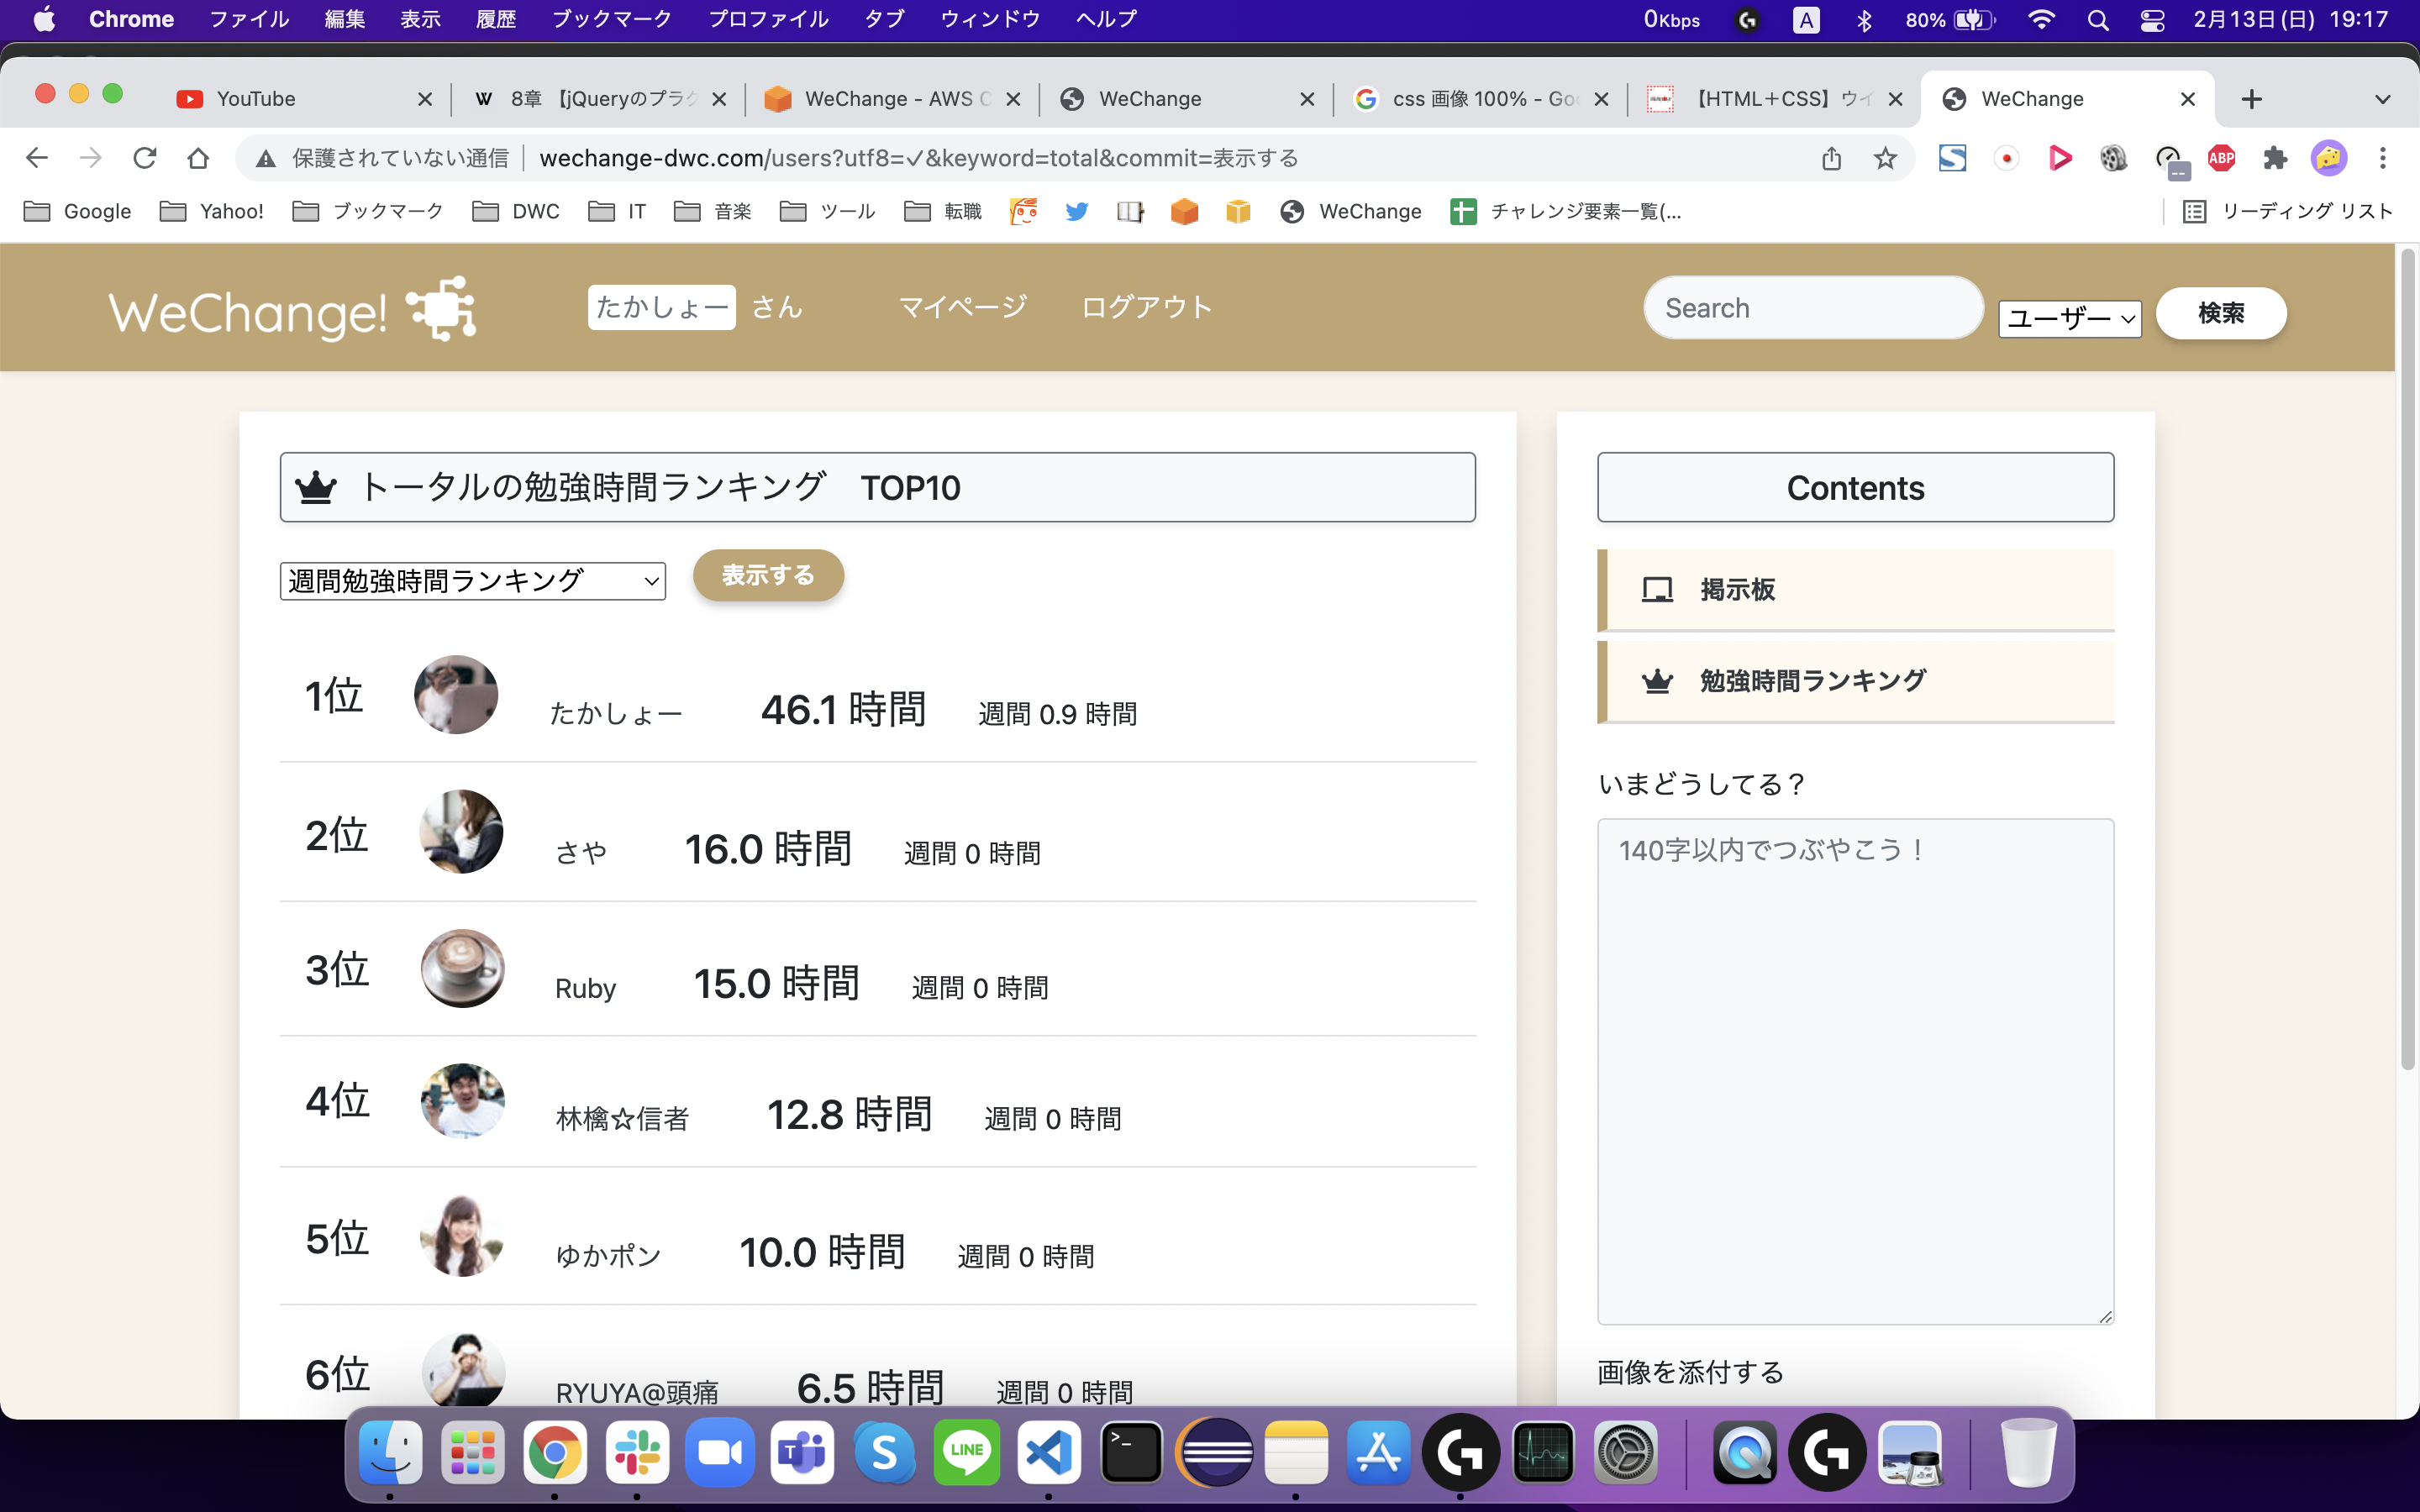 Chrome ファイル 編集 表示 履歴 ブックマーク プロファイル タブ ウィンドウ ヘルプ 0Kbps A 80% 2月13日(日) 19:17
YouTube W 8章 【jQueryのプラグ WeChange - AWS C WeChange css 画像 100% - Goo 【HTML+CSS】ウイ WeChange
保護されていない通信 wechange-dwc.com/users?utf8=✓&keyword=total&commit=表示する ABP
Google Yahoo! ブックマーク DWC IT 音楽 ツール 転職 WeChange チャレンジ要素一覧(... リーディング リスト
WeChange! たかしょー さん マイページ ログアウト Search ユーザー 検索
トータルの勉強時間ランキング TOP10
週間勉強時間ランキング 表示する
1位 たかしょー 46.1 時間 週間 0.9 時間
2位 さや 16.0 時間 週間 0 時間
3位 Ruby 15.0 時間 週間 0 時間
4位 林檎☆信者 12.8 時間 週間 0 時間
5位 ゆかポン 10.0 時間 週間 0 時間
6位 RYUYA@頭痛 6.5 時間 週間 0 時間
Contents
掲示板
勉強時間ランキング
いまどうしてる？
140字以内でつぶやこう！
画像を添付する
LINE